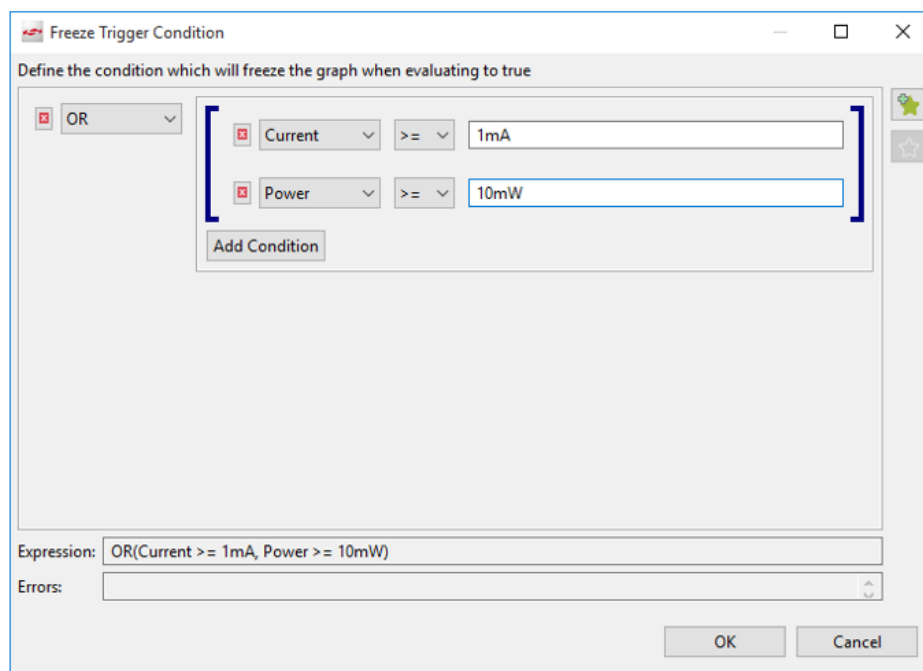 Freeze Trigger Condition
Define the condition which will freeze the graph when evaluating to true
OR
Current >= 1mA
Power >= 10mW
Add Condition
Expression: OR(Current >= 1mA, Power >= 10mW)
Errors:
OK Cancel